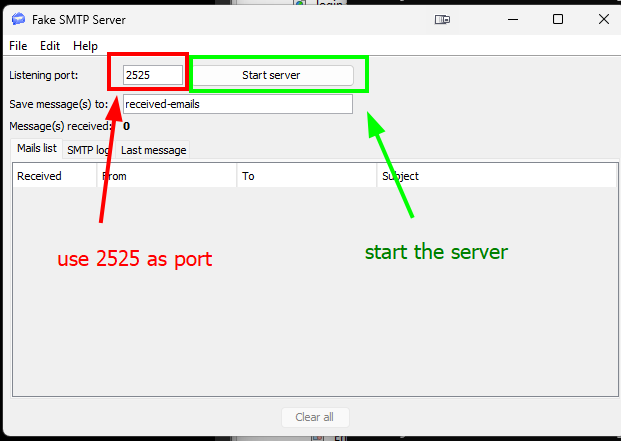 login
Fake SMTP Server
File Edit Help
Listening port: 2525 Start server
Save message(s) to: received-emails
Message(s) received: 0
Mails list SMTP log Last message
Received From To Subject
use 2525 as port
start the server
Clear all